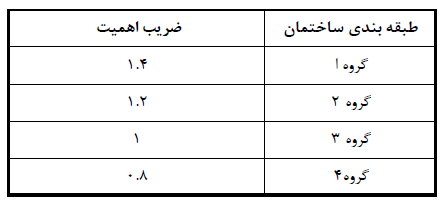 طبقه بندی ساختمان ضریب اهمیت
گروه ۱ ۱.۴
گروه ۲ ۱.۲
گروه ۳ ۱
گروه۴ ۰.۸